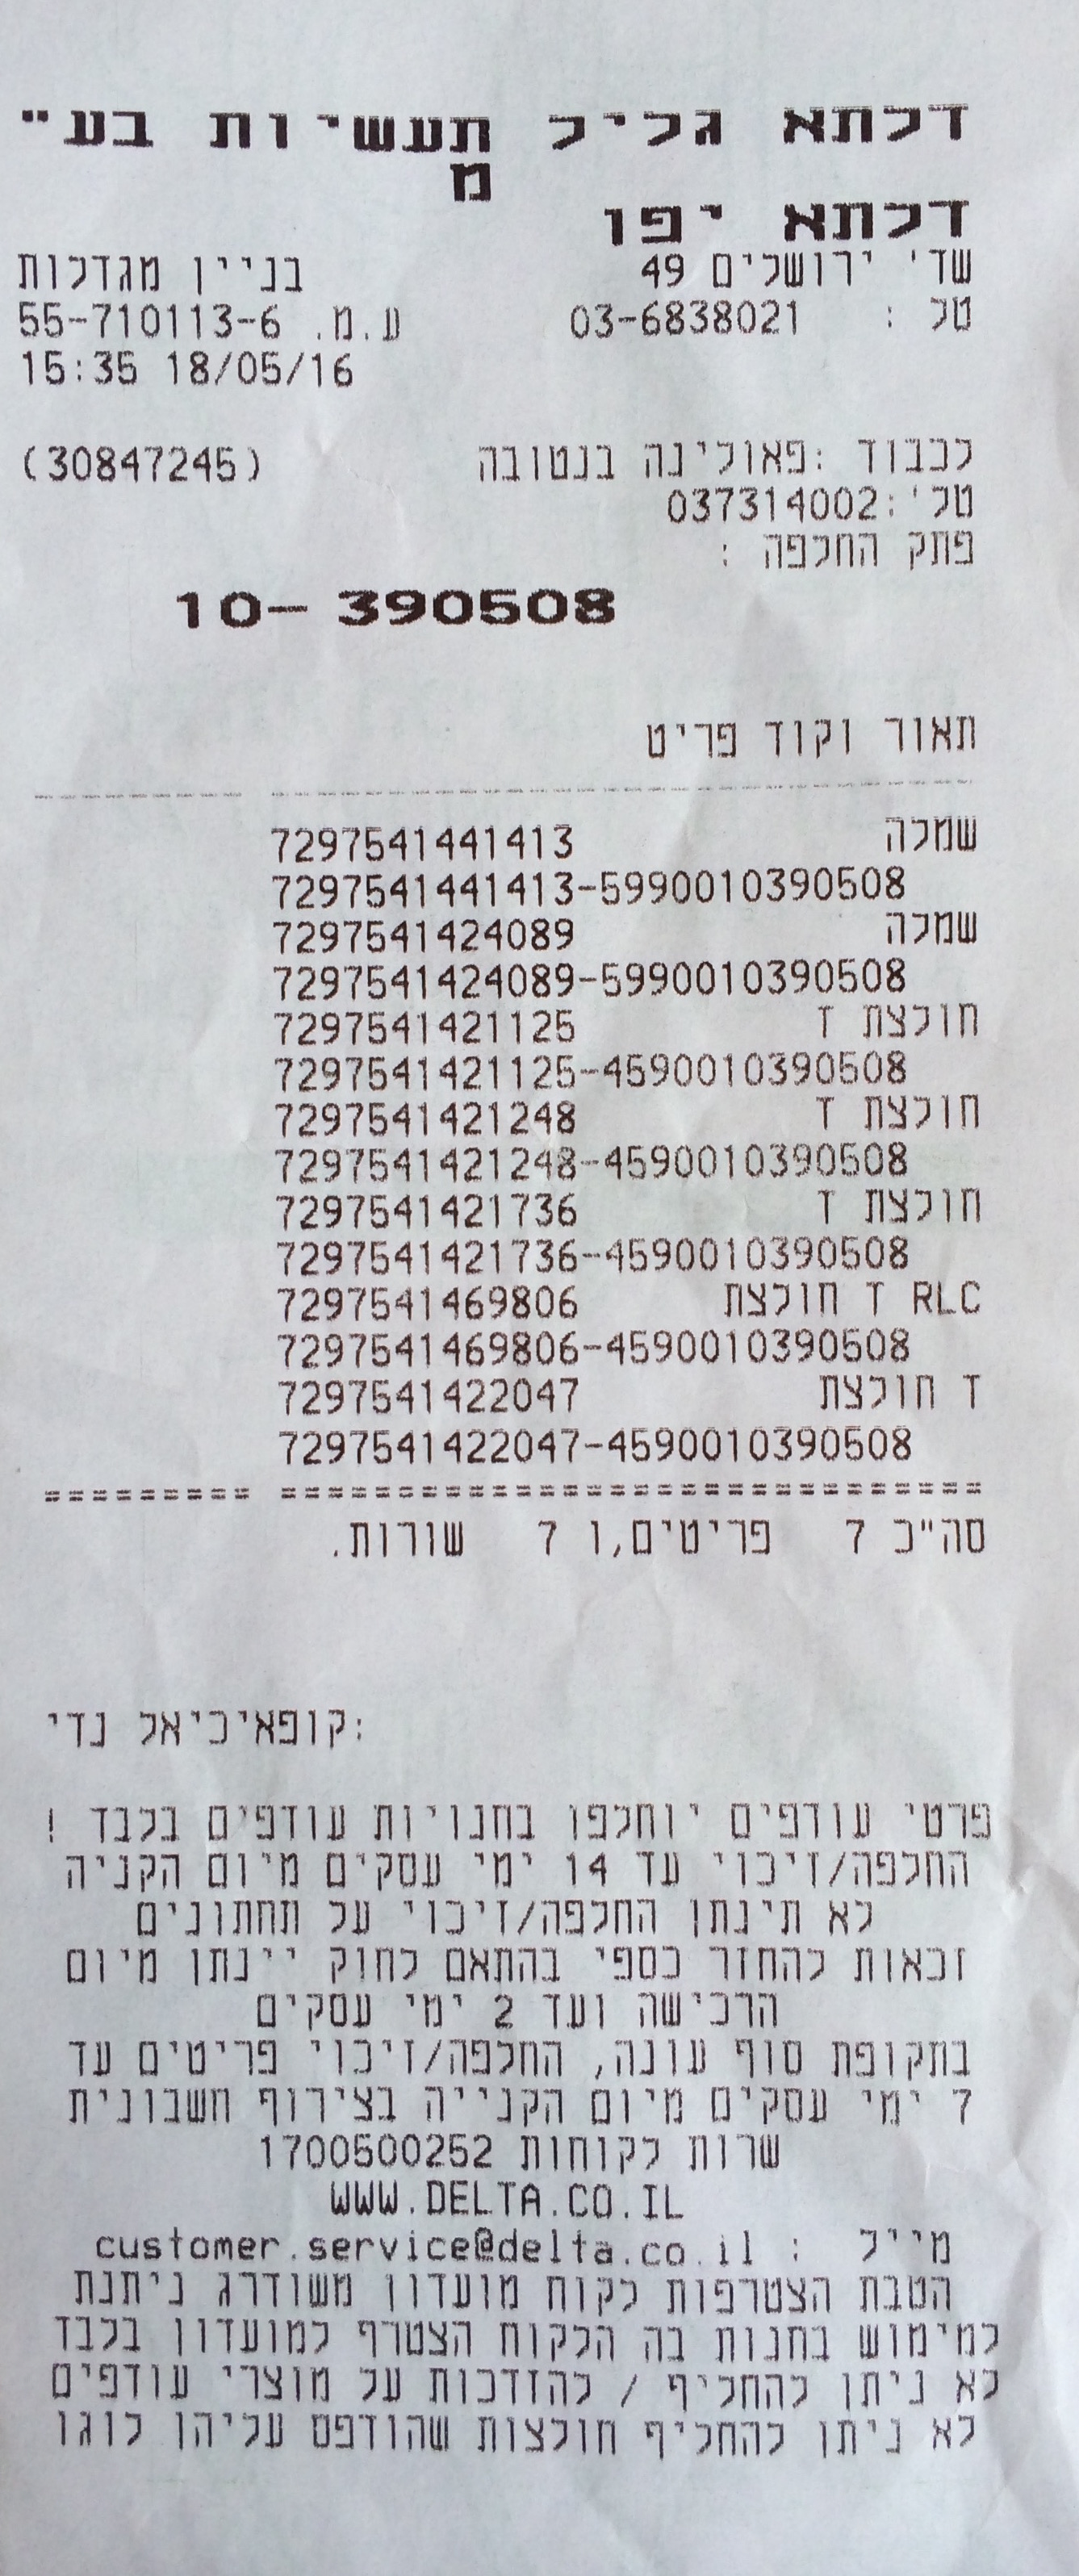 דלתא גליל תעשיות בע"
מ
דלתא יפו
שד' ירושלים 49 בניין מגדלות
טל : 03-6838021 ע.מ. 55-710113-6
15:35 18/05/16
לכבוד :פאולינה בנטובה (30847245)
טל':037314002
פתק החלפה :
10- 390508
תאור וקוד פריט
שמלה 7297541441413
7297541441413-5990010390508
שמלה 7297541424089
7297541424089-5990010390508
חולצת T 7297541421125
7297541421125-4590010390508
חולצת T 7297541421248
7297541421248-4590010390508
חולצת T 7297541421736
7297541421736-4590010390508
RLC T חולצת 7297541469806
7297541469806-4590010390508
T חולצת 7297541422047
7297541422047-4590010390508
סה"כ 7 פריטים,ו 7 שורות.
:קופאיכיאל נדי
פרטי עודפים יוחלפו בחנויות עודפים בלבד !
החלפה/זיכוי עד 14 ימי עסקים מיום הקניה
לא תינתן החלפה/זיכוי על תחתונים
זכאות להחזר כספי בהתאם לחוק יינתן מיום
הרכישה ועד 2 ימי עסקים
בתקופת סוף עונה, החלפה/זיכוי פריטים עד
7 ימי עסקים מיום הקנייה בצירוף חשבונית
שרות לקוחות 1700500252
WWW.DELTA.CO.IL
מייל : customer.service@delta.co.il
הטבת הצטרפות לקוח מועדון משודרג ניתנת
למימוש בחנות בה הלקוח הצטרף למועדון בלבד
לא ניתן להחליף / להזדכות על מוצרי עודפים
לא ניתן להחליף חולצות שהודפס עליהן לוגו